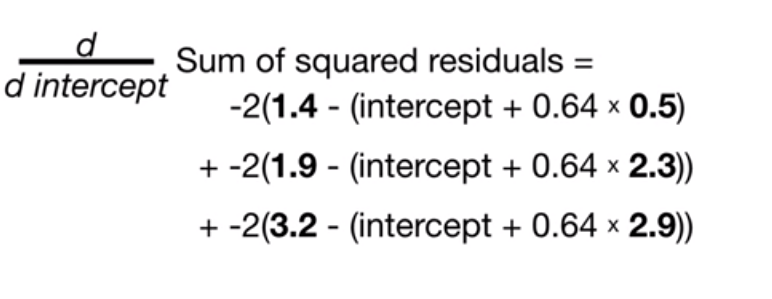 d
d intercept
Sum of squared residuals =
-2(1.4 - (intercept + 0.64 × 0.5)
+ -2(1.9 - (intercept + 0.64 × 2.3))
+ -2(3.2 - (intercept + 0.64 × 2.9))